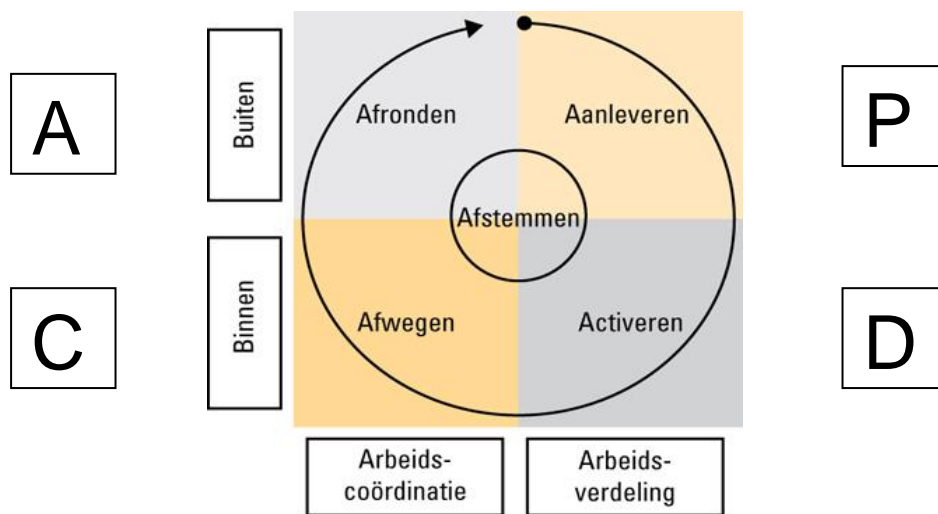 A
Buiten
Afronden
Aanleveren
P
Afstemmen
C
Binnen
Afwegen
Activeren
D
Arbeids-
coördinatie
Arbeids-
verdeling